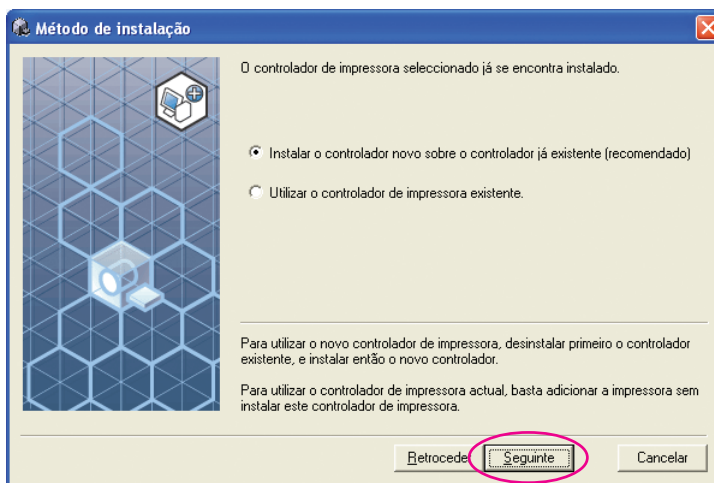 Método de instalação
O controlador de impressora seleccionado já se encontra instalado.
Instalar o controlador novo sobre o controlador já existente (recomendado)
Utilizar o controlador de impressora existente.
Para utilizar o novo controlador de impressora, desinstalar primeiro o controlador
existente, e instalar então o novo controlador.
Para utilizar o controlador de impressora actual, basta adicionar a impressora sem
instalar este controlador de impressora.
Retrocede Seguinte Cancelar